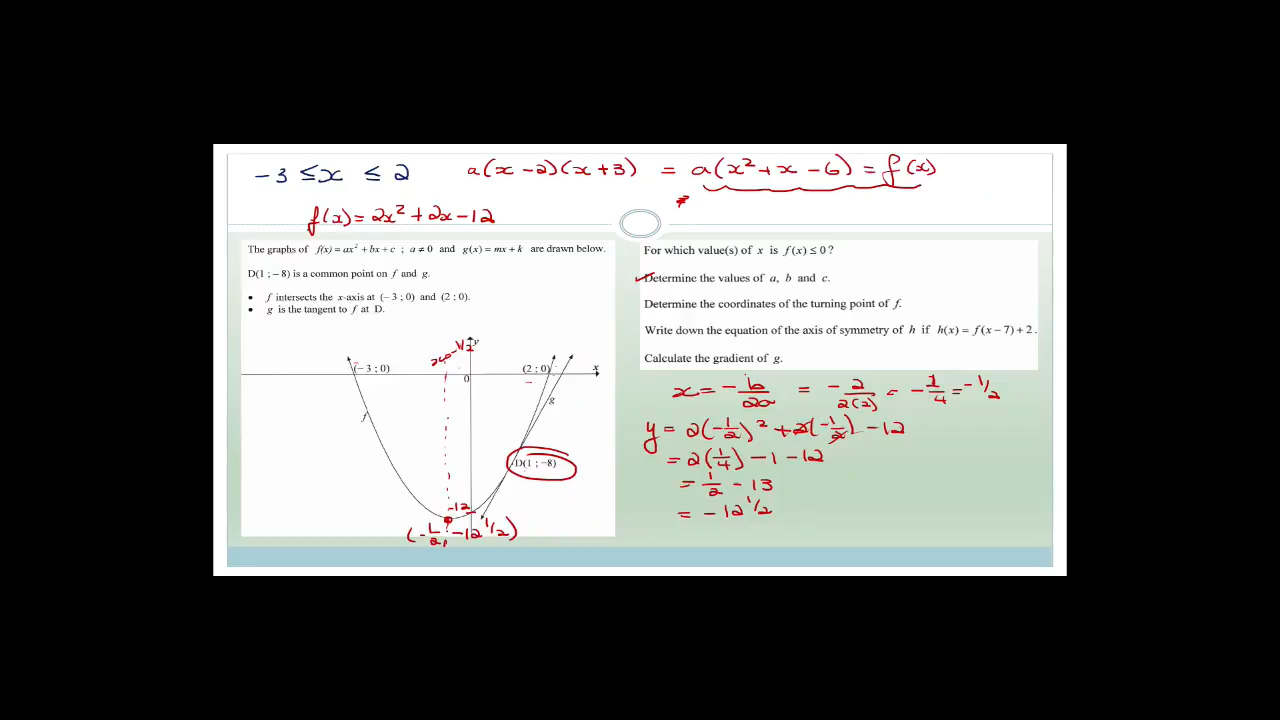 -3 ≤ x ≤ 2
a(x-2)(x+3) = a(x²+x-6) = f(x)
f(x) = 2x² + 2x - 12
The graphs of f(x) = ax² + bx + c ; a ≠ 0 and g(x) = mx + k are drawn below.
D(1 ; -8) is a common point on f and g.
• f intersects the x-axis at (-3 ; 0) and (2 ; 0).
• g is the tangent to f at D.
y
(-3 ; 0)
0
(2 ; 0)
x
f
g
D(1 ; -8)
-12
(-1/2, -12 1/2)
For which value(s) of x is f(x) ≤ 0 ?
Determine the values of a, b and c.
Determine the coordinates of the turning point of f.
Write down the equation of the axis of symmetry of h if h(x) = f(x-7)+2.
Calculate the gradient of g.
x = -b/2a = -2/2(2) = -2/4 = -1/2
y = 2(-1/2)² + 2(-1/2) - 12
= 2(1/4) - 1 - 12
= 1/2 - 13
= -12 1/2